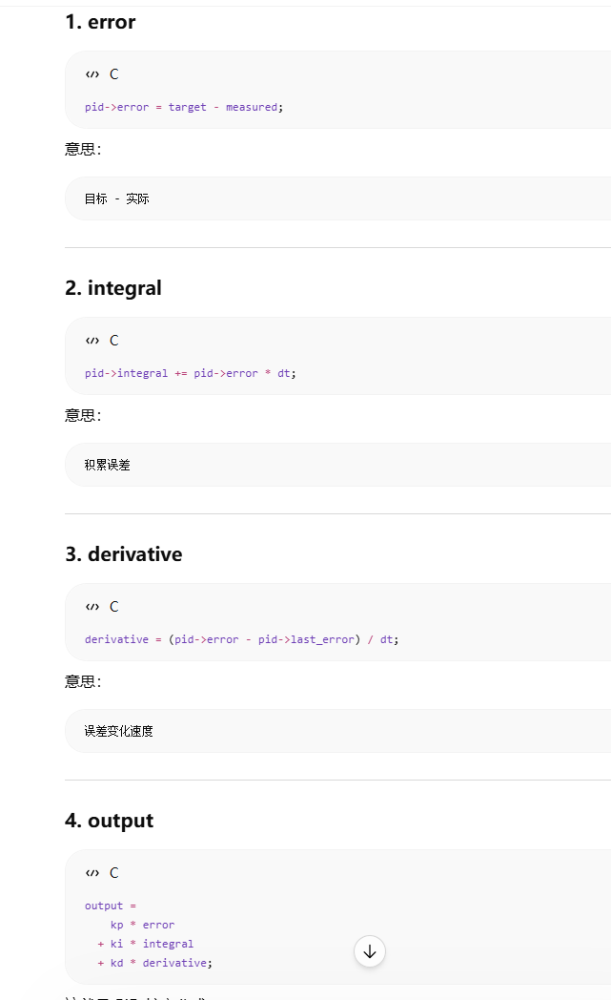 1. error
C
pid->error = target - measured;
意思：
目标 - 实际
2. integral
C
pid->integral += pid->error * dt;
意思：
积累误差
3. derivative
C
derivative = (pid->error - pid->last_error) / dt;
意思：
误差变化速度
4. output
C
output =
kp * error
+ ki * integral
+ kd * derivative;